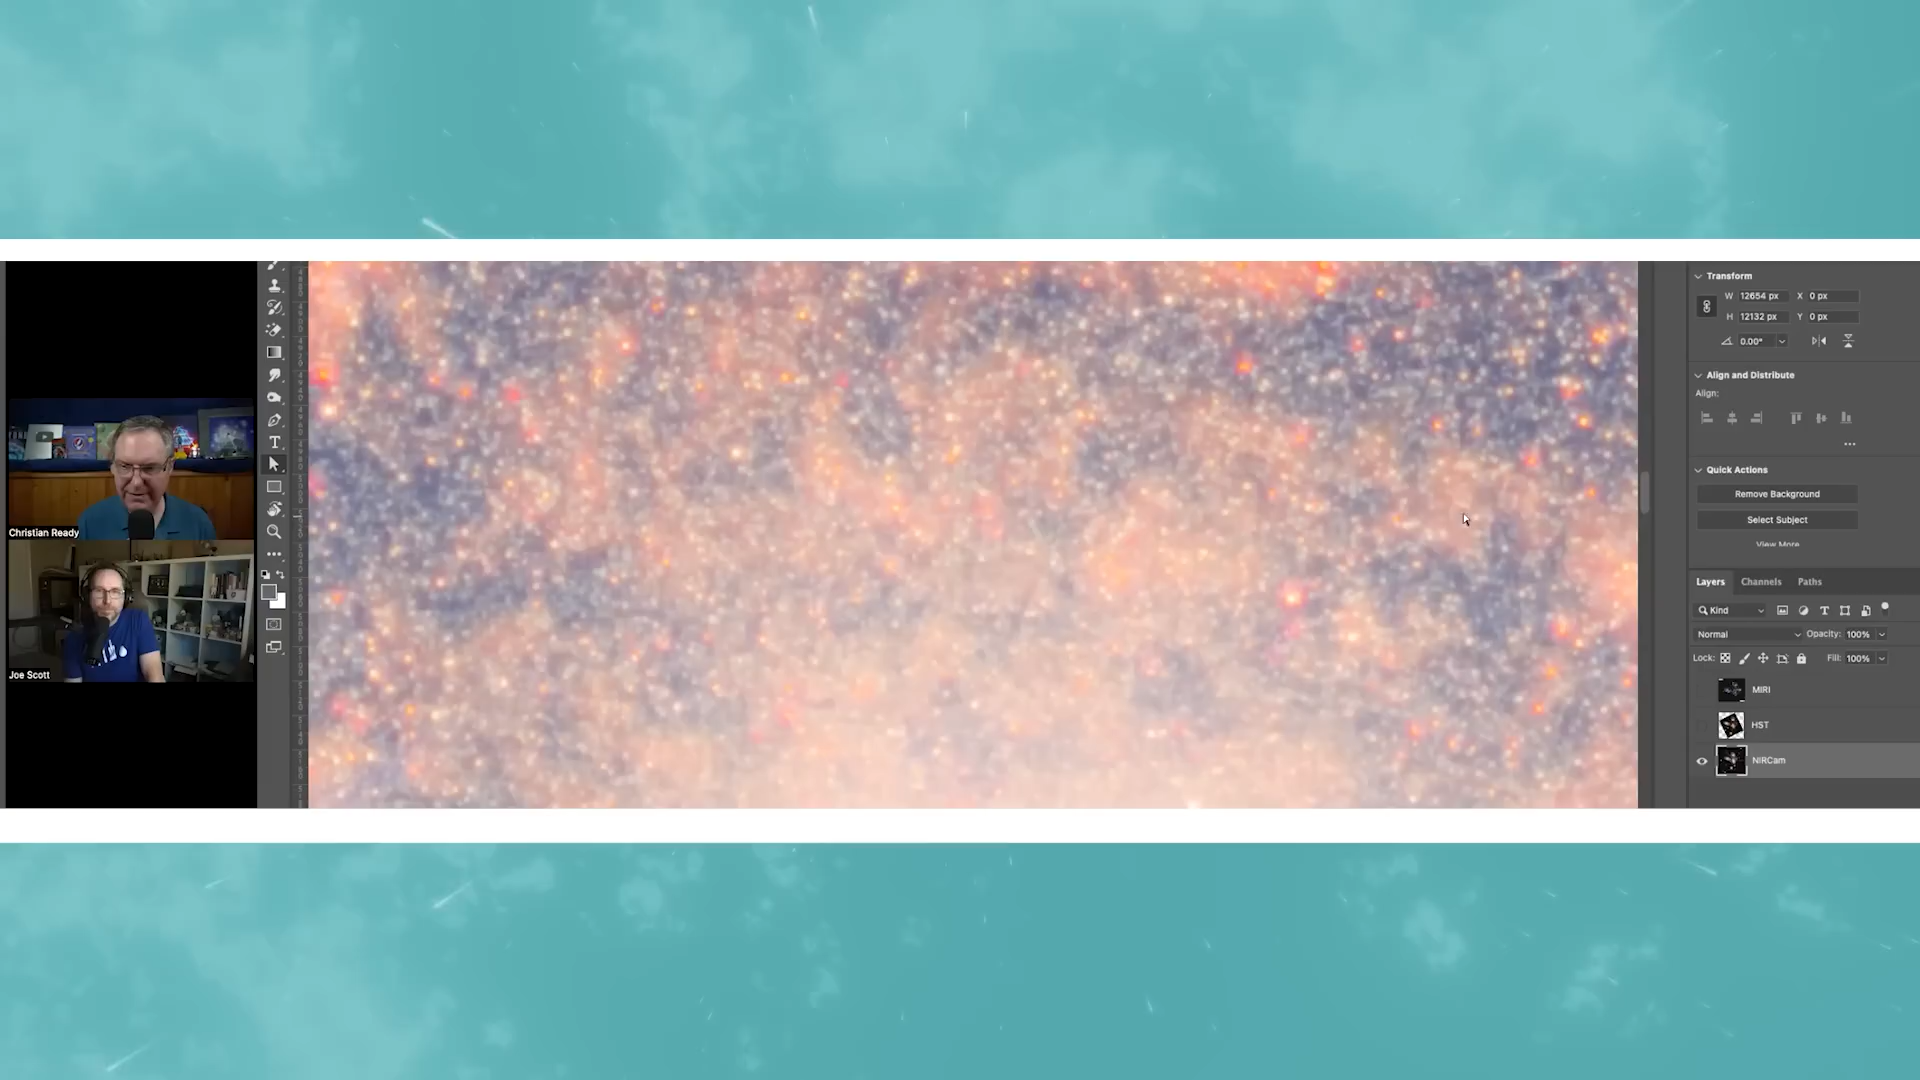 Christian Ready
Joe Scott
Transform
W 12654 px X 0 px
H 12132 px Y 0 px
0.00°
Align and Distribute
Align:
Quick Actions
Remove Background
Select Subject
View More
Layers Channels Paths
Kind
Normal Opacity: 100%
Lock: Fill: 100%
MIRI
HST
NIRCam